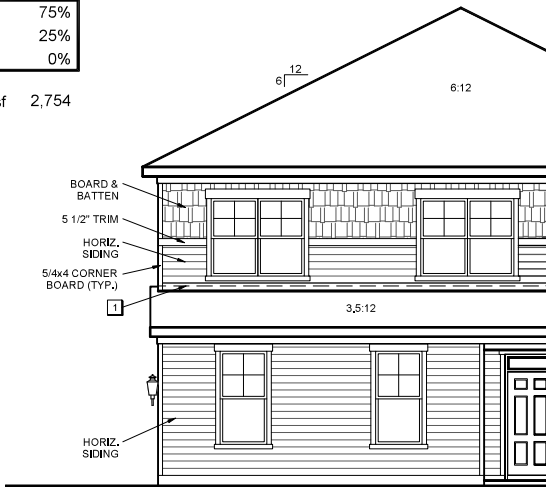 75%
25%
0%
sf 2,754
12
6
6:12
BOARD &
BATTEN
5 1/2" TRIM
HORIZ.
SIDING
5/4x4 CORNER
BOARD (TYP.)
1
3.5:12
HORIZ.
SIDING